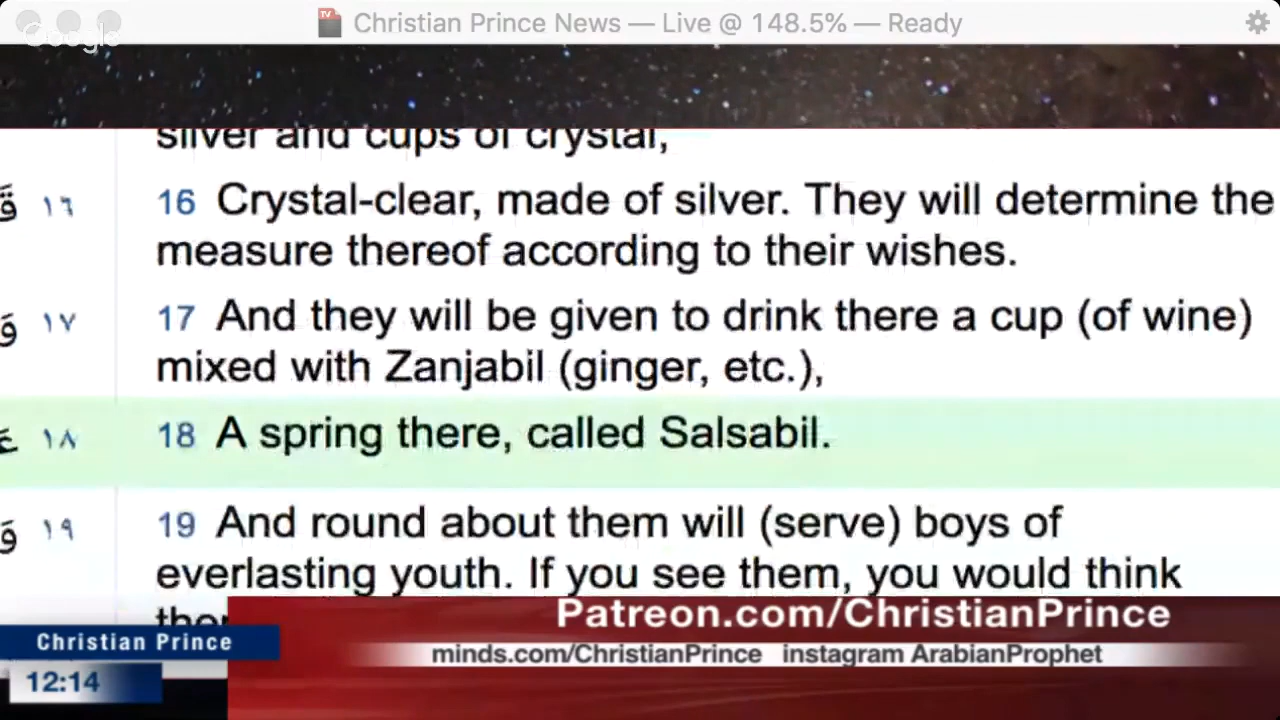 Christian Prince News — Live @ 148.5% — Ready
Google
silver and cups of crystal,
١٦ 16 Crystal-clear, made of silver. They will determine the
measure thereof according to their wishes.
١٧ 17 And they will be given to drink there a cup (of wine)
mixed with Zanjabil (ginger, etc.),
١٨ 18 A spring there, called Salsabil.
١٩ 19 And round about them will (serve) boys of
everlasting youth. If you see them, you would think
Patreon.com/ChristianPrince
Christian Prince
minds.com/ChristianPrince instagram ArabianProphet
12:14